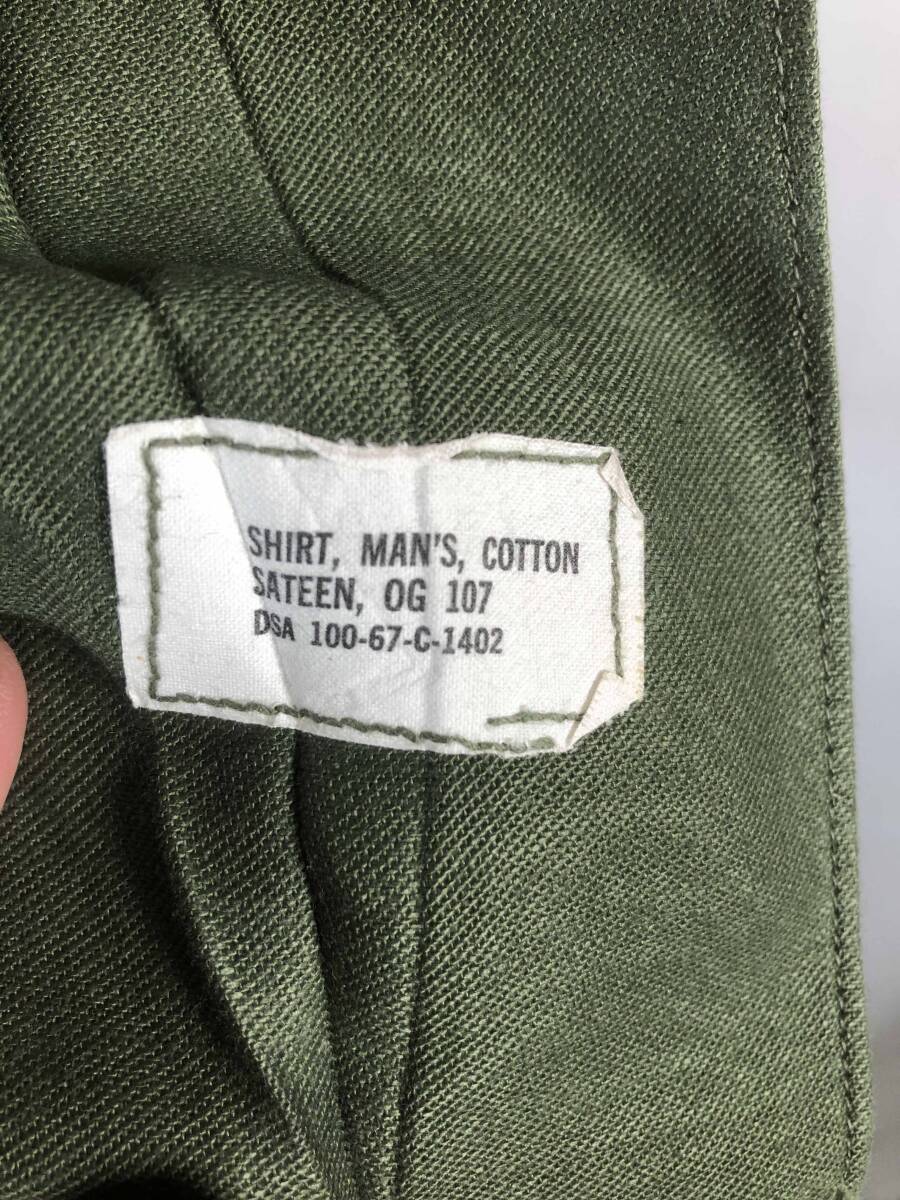 SHIRT, MAN'S, COTTON
SATEEN, OG 107
DSA 100-67-C-1402